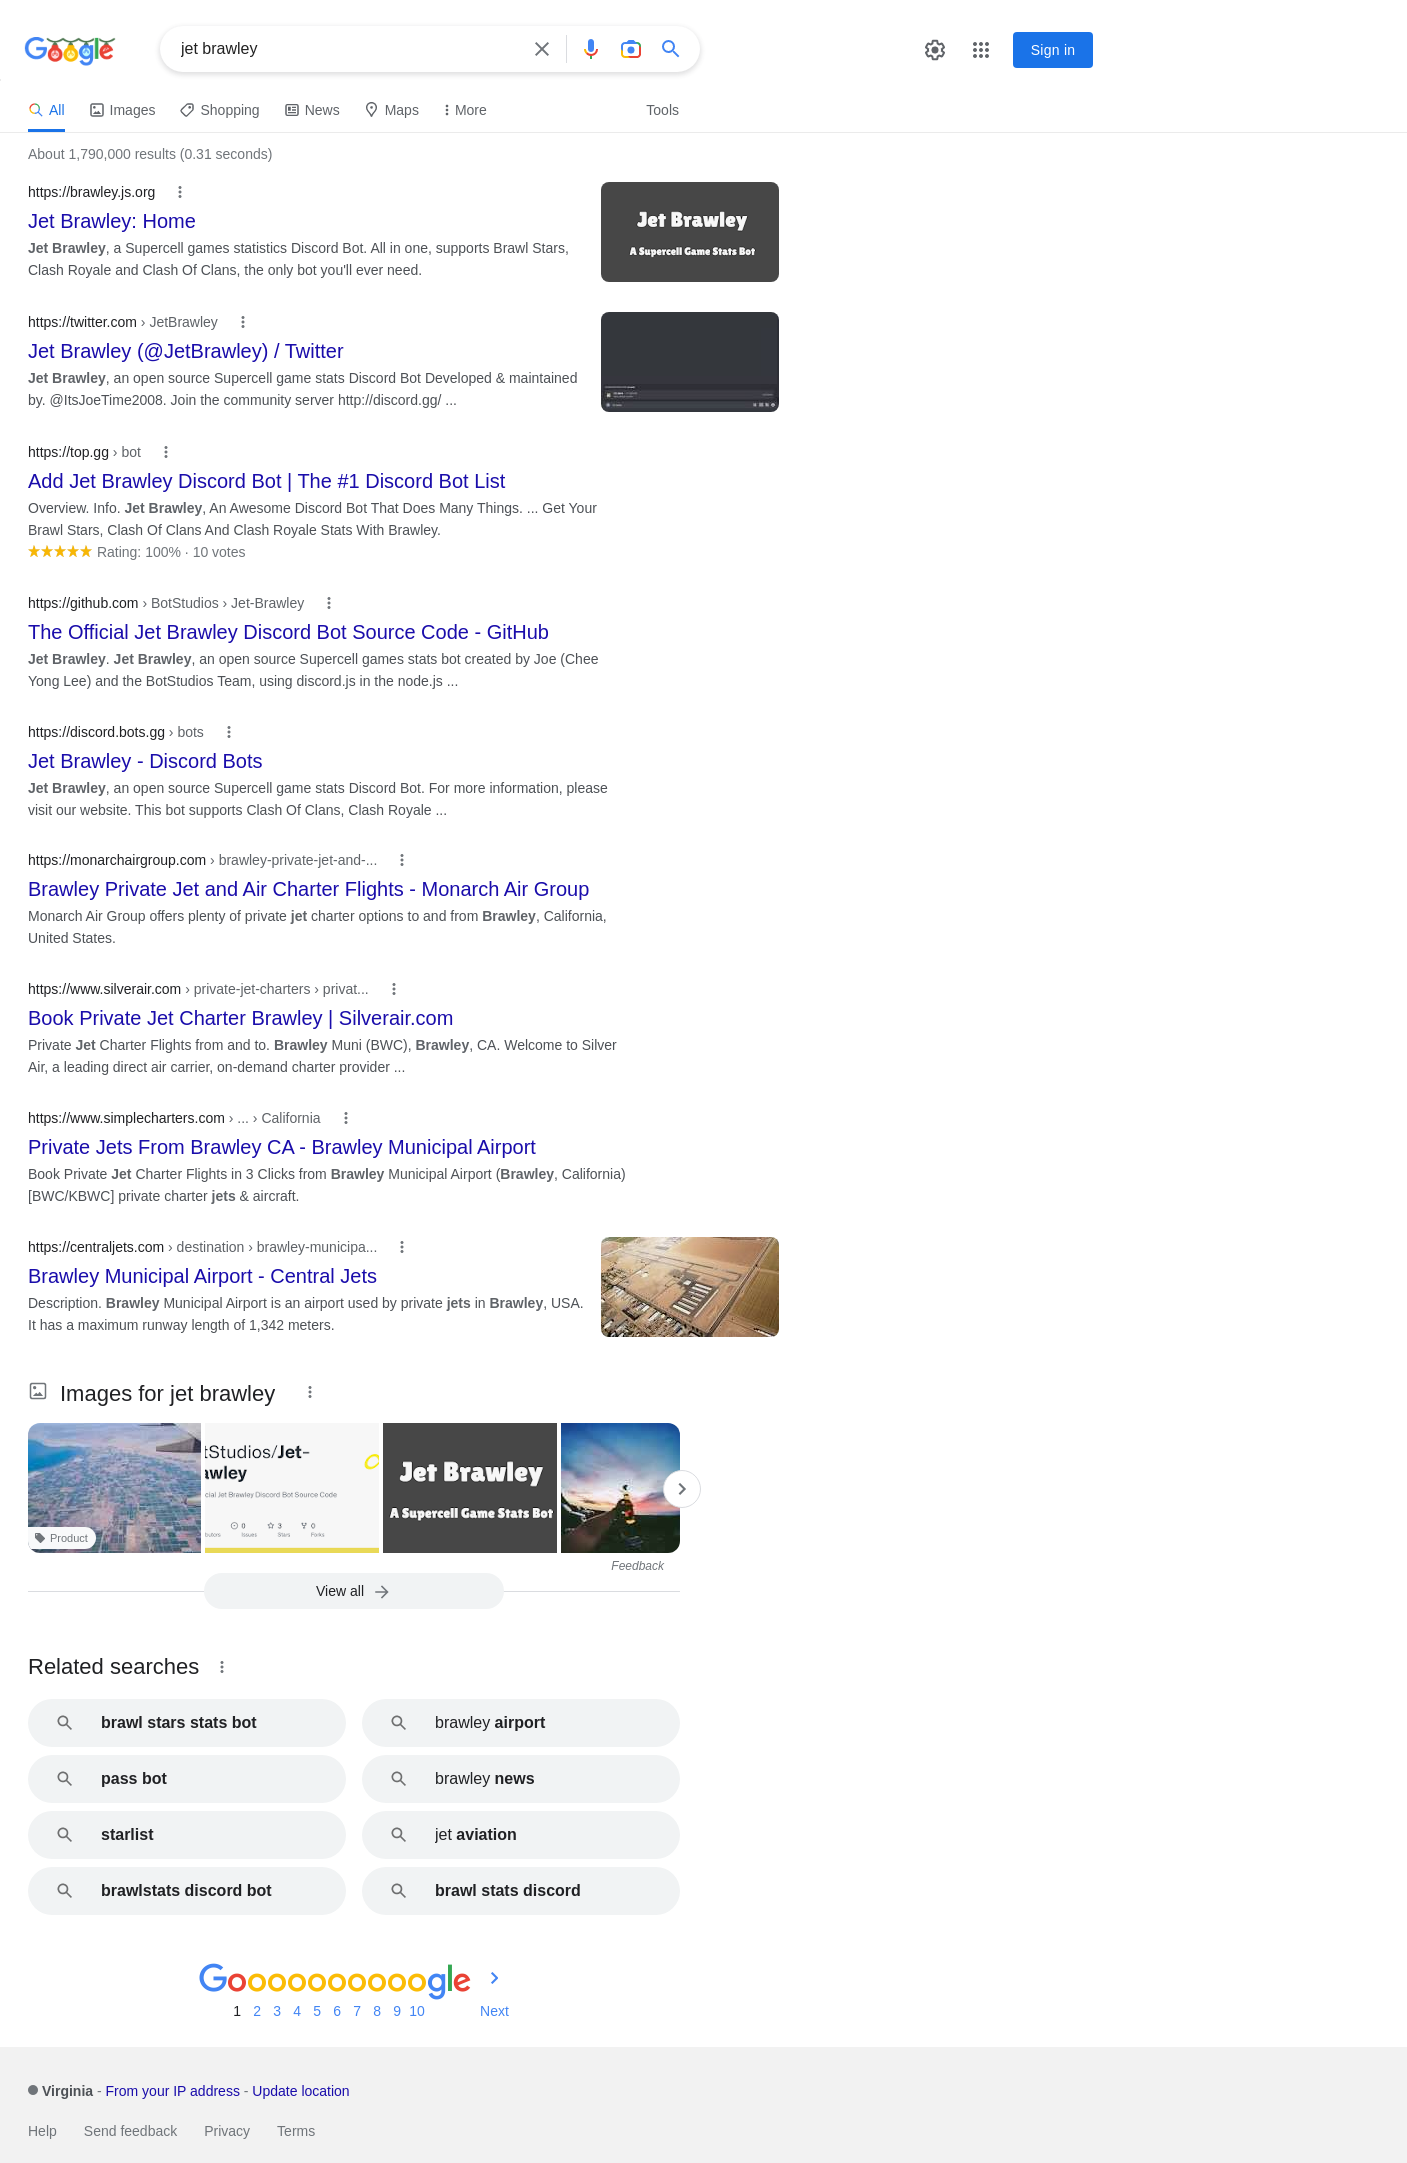 Google
jet brawley
Sign in
All
Images
Shopping
News
Maps
More
Tools
About 1,790,000 results (0.31 seconds)
https://brawley.js.org
Jet Brawley: Home
Jet Brawley, a Supercell games statistics Discord Bot. All in one, supports Brawl Stars,
Clash Royale and Clash Of Clans, the only bot you'll ever need.
Jet Brawley
A Supercell Game Stats Bot
https://twitter.com › JetBrawley
Jet Brawley (@JetBrawley) / Twitter
Jet Brawley, an open source Supercell game stats Discord Bot Developed & maintained
by. @ItsJoeTime2008. Join the community server http://discord.gg/ ...
https://top.gg › bot
Add Jet Brawley Discord Bot | The #1 Discord Bot List
Overview. Info. Jet Brawley, An Awesome Discord Bot That Does Many Things. ... Get Your
Brawl Stars, Clash Of Clans And Clash Royale Stats With Brawley.
Rating: 100% · 10 votes
https://github.com › BotStudios › Jet-Brawley
The Official Jet Brawley Discord Bot Source Code - GitHub
Jet Brawley. Jet Brawley, an open source Supercell games stats bot created by Joe (Chee
Yong Lee) and the BotStudios Team, using discord.js in the node.js ...
https://discord.bots.gg › bots
Jet Brawley - Discord Bots
Jet Brawley, an open source Supercell game stats Discord Bot. For more information, please
visit our website. This bot supports Clash Of Clans, Clash Royale ...
https://monarchairgroup.com › brawley-private-jet-and-...
Brawley Private Jet and Air Charter Flights - Monarch Air Group
Monarch Air Group offers plenty of private jet charter options to and from Brawley, California,
United States.
https://www.silverair.com › private-jet-charters › privat...
Book Private Jet Charter Brawley | Silverair.com
Private Jet Charter Flights from and to. Brawley Muni (BWC), Brawley, CA. Welcome to Silver
Air, a leading direct air carrier, on-demand charter provider ...
https://www.simplecharters.com › ... › California
Private Jets From Brawley CA - Brawley Municipal Airport
Book Private Jet Charter Flights in 3 Clicks from Brawley Municipal Airport (Brawley, California)
[BWC/KBWC] private charter jets & aircraft.
https://centraljets.com › destination › brawley-municipa...
Brawley Municipal Airport - Central Jets
Description. Brawley Municipal Airport is an airport used by private jets in Brawley, USA.
It has a maximum runway length of 1,342 meters.
Images for jet brawley
Product
tStudios/Jet-
awley
cial Jet Brawley Discord Bot Source Code
0 3 0
Issues Stars Forks
Jet Brawley
A Supercell Game Stats Bot
Feedback
View all
Related searches
brawl stars stats bot
brawley airport
pass bot
brawley news
starlist
jet aviation
brawlstats discord bot
brawl stats discord
Goooooooooogle
1 2 3 4 5 6 7 8 9 10 Next
Virginia - From your IP address - Update location
Help Send feedback Privacy Terms